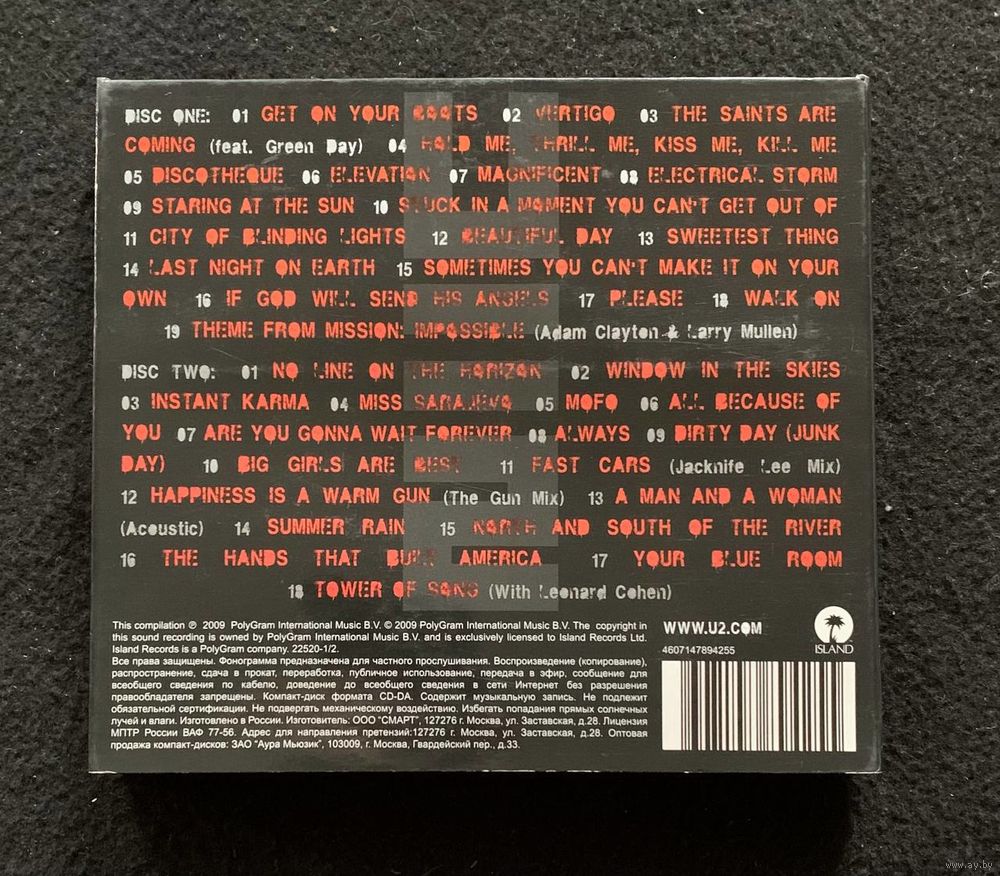 DISC ONE: 01 GET ON YOUR BOOTS 02 VERTIGO 03 THE SAINTS ARE
COMING (feat. Green Day) 04 HOLD ME, THRILL ME, KISS ME, KILL ME
05 DISCOTHEQUE 06 ELEVATION 07 MAGNIFICENT 08 ELECTRICAL STORM
09 STARING AT THE SUN 10 STUCK IN A MOMENT YOU CAN'T GET OUT OF
11 CITY OF BLINDING LIGHTS 12 BEAUTIFUL DAY 13 SWEETEST THING
14 LAST NIGHT ON EARTH 15 SOMETIMES YOU CAN'T MAKE IT ON YOUR
OWN 16 IF GOD WILL SEND HIS ANGELS 17 PLEASE 18 WALK ON
19 THEME FROM MISSION: IMPOSSIBLE (Adam Clayton & Larry Mullen)
DISC TWO: 01 NO LINE ON THE HORIZON 02 WINDOW IN THE SKIES
03 INSTANT KARMA 04 MISS SARAJEVO 05 MOFO 06 ALL BECAUSE OF
YOU 07 ARE YOU GONNA WAIT FOREVER 08 ALWAYS 09 DIRTY DAY (JUNK
DAY) 10 BIG GIRLS ARE BEST 11 FAST CARS (Jacknife Lee Mix)
12 HAPPINESS IS A WARM GUN (The Gun Mix) 13 A MAN AND A WOMAN
(Acoustic) 14 SUMMER RAIN 15 NORTH AND SOUTH OF THE RIVER
16 THE HANDS THAT BUILT AMERICA 17 YOUR BLUE ROOM
18 TOWER OF SONG (With Leonard Cohen)
This compilation ℗ 2009 PolyGram International Music B.V. © 2009 PolyGram International Music B.V. The copyright in
this sound recording is owned by PolyGram International Music B.V. and is exclusively licensed to Island Records Ltd.
Island Records is a PolyGram company. 22520-1/2.
Все права защищены. Фонограмма предназначена для частного прослушивания. Воспроизведение (копирование),
распространение, сдача в прокат, переработка, публичное использование, передача в эфир, сообщение для
всеобщего сведения по кабелю, доведение до всеобщего сведения в сети Интернет без разрешения
правообладателя запрещены. Компакт-диск формата CD-DA. Содержит музыкальную запись. Не подлежит
обязательной сертификации. Не подвергать механическому воздействию. Избегать попадания прямых солнечных
лучей и влаги. Изготовлено в России. Изготовитель: ООО "СМАРТ", 127276 г. Москва, ул. Заставская, д.28. Лицензия
МПТР России ВАФ 77-56. Адрес для направления претензий:127276 г. Москва, ул. Заставская, д.28. Оптовая
продажа компакт-дисков: ЗАО "Аура Мьюзик", 103009, г. Москва, Гвардейский пер., д.33.
WWW.U2.COM
4607147894255
ISLAND
www.ay.by